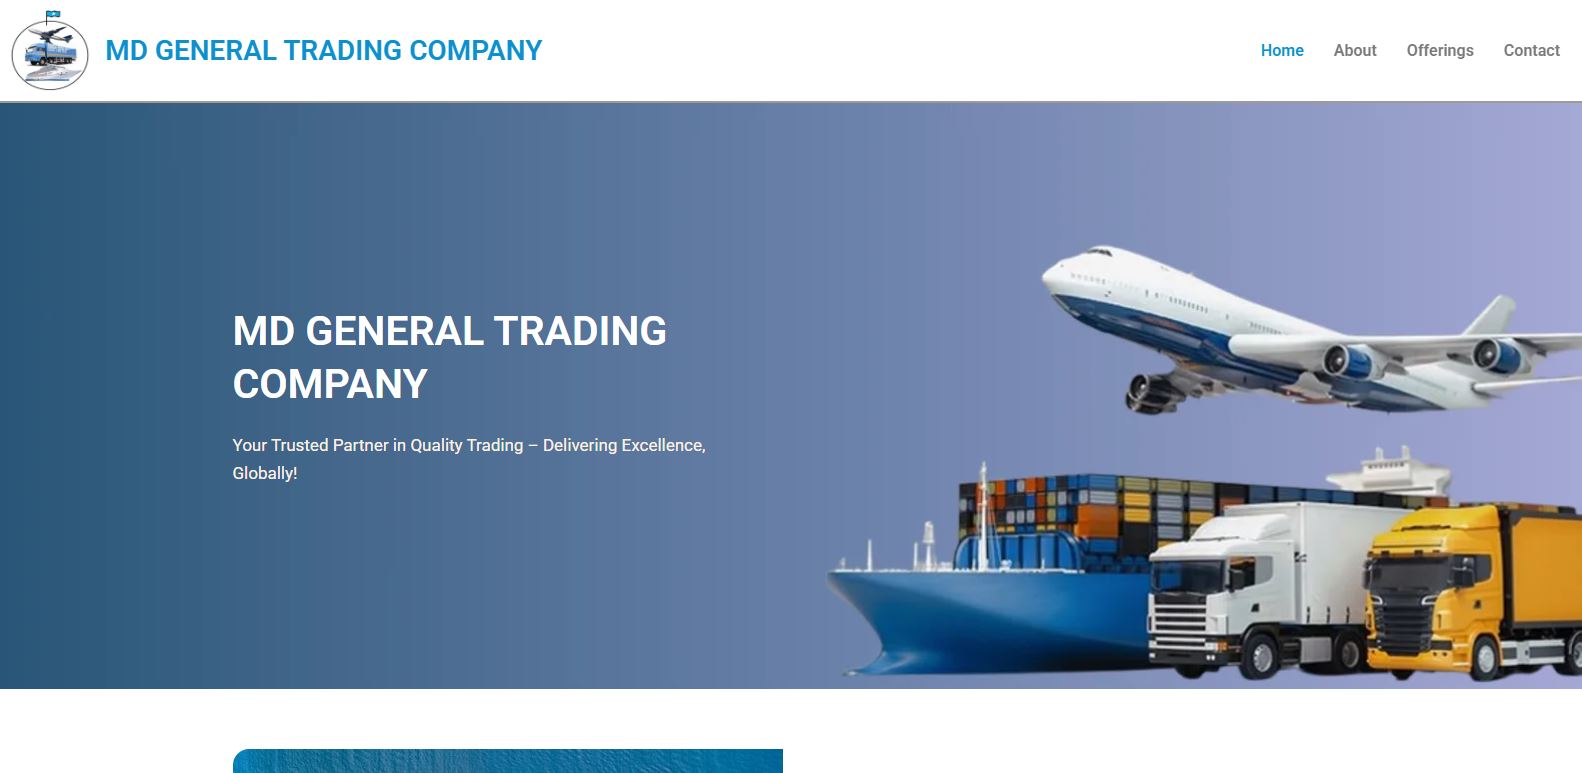 MD GENERAL TRADING COMPANY
Home About Offerings Contact
MD GENERAL TRADING
COMPANY
Your Trusted Partner in Quality Trading – Delivering Excellence,
Globally!